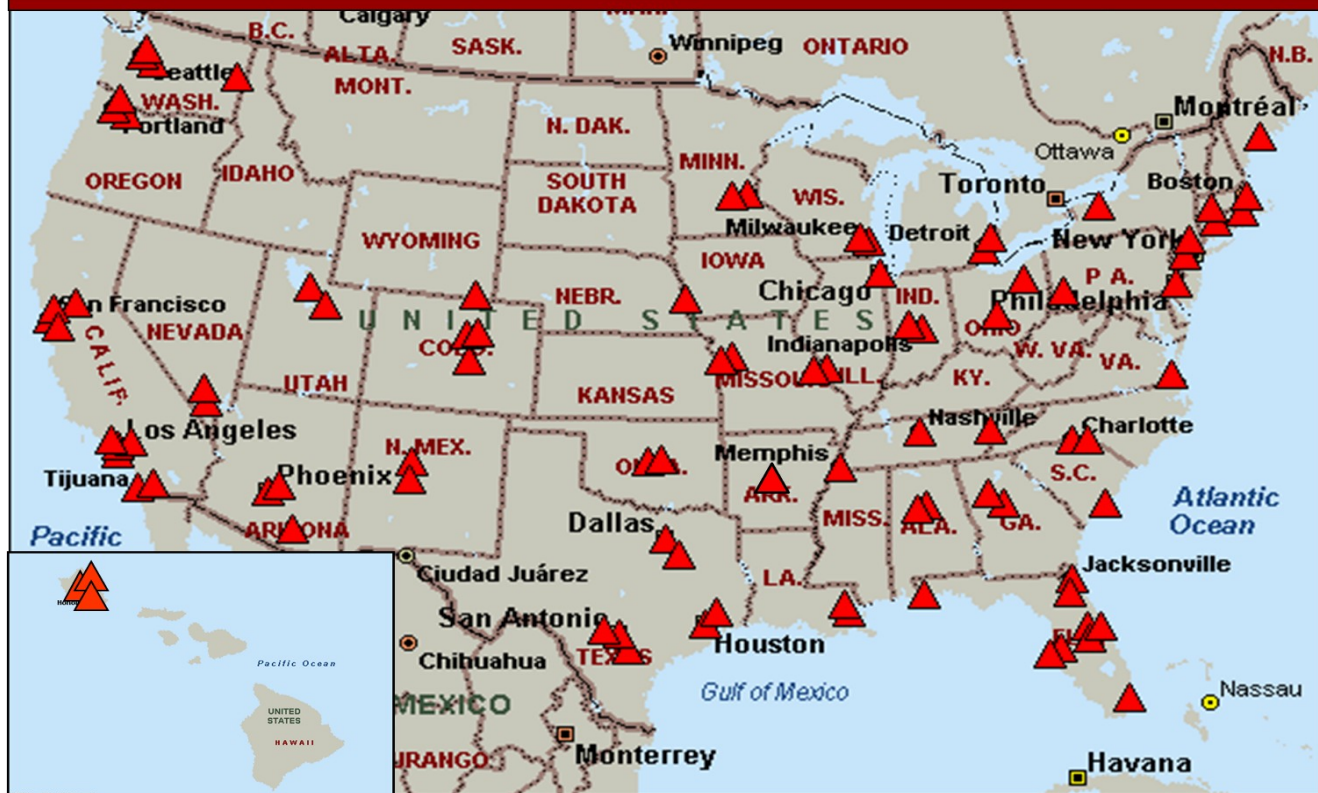 Calgary
MAN.
B.C.
ALTA.
SASK.
Winnipeg
ONTARIO
N.B.
Seattle
WASH.
MONT.
Portland
N. DAK.
MINN.
Montréal
Ottawa
OREGON
IDAHO
SOUTH
DAKOTA
WIS.
Toronto
Boston
WYOMING
Milwaukee
Detroit
New York
IOWA
San Francisco
NEVADA
CALIF.
NEBR.
Chicago
IND.
PA.
Philadelphia
UNITED STATES
COLO.
Indianapolis
OHIO
W. VA.
VA.
UTAH
KANSAS
MISSOURI
ILL.
KY.
Los Angeles
N. MEX.
Nashville
Charlotte
Tijuana
Phoenix
OKLA.
Memphis
ARK.
S.C.
ARIZONA
Dallas
MISS.
ALA.
GA.
Atlantic
Ocean
Pacific
Ciudad Juárez
LA.
Jacksonville
San Antonio
Houston
Chihuahua
TEXAS
Gulf of Mexico
Nassau
MEXICO
Monterrey
Havana
Pacific Ocean
UNITED
STATES
HAWAII